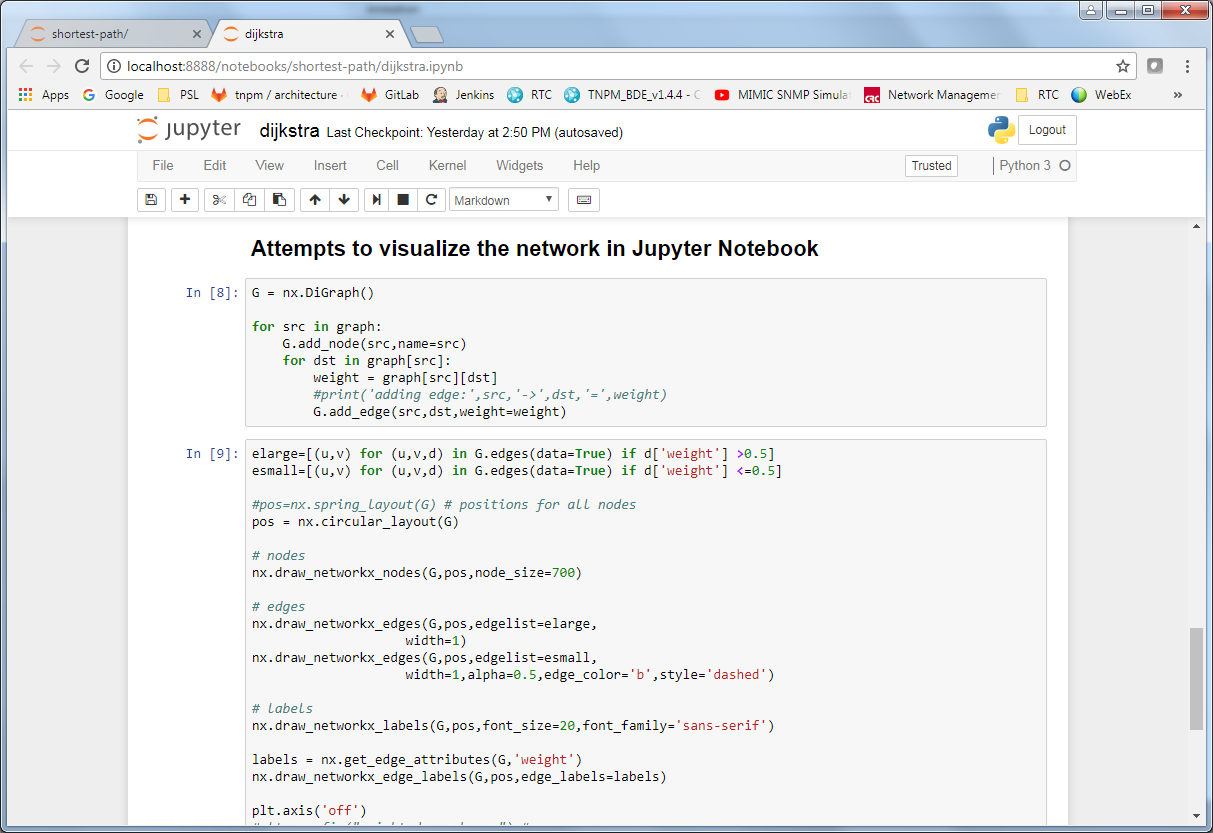 shortest-path/
dijkstra
localhost:8888/notebooks/shortest-path/dijkstra.ipynb
Apps Google PSL tnpm / architecture · GitLab Jenkins RTC TNPM_BDE_v1.4.4 - C MIMIC SNMP Simulat Network Managemen RTC WebEx »
jupyter dijkstra Last Checkpoint: Yesterday at 2:50 PM (autosaved) Logout
File Edit View Insert Cell Kernel Widgets Help Trusted Python 3
Markdown
Attempts to visualize the network in Jupyter Notebook
In [8]: G = nx.DiGraph()
for src in graph:
    G.add_node(src,name=src)
    for dst in graph[src]:
        weight = graph[src][dst]
        #print('adding edge:',src,'->',dst,'=',weight)
        G.add_edge(src,dst,weight=weight)
In [9]: elarge=[(u,v) for (u,v,d) in G.edges(data=True) if d['weight'] >0.5]
esmall=[(u,v) for (u,v,d) in G.edges(data=True) if d['weight'] <=0.5]
#pos=nx.spring_layout(G) # positions for all nodes
pos = nx.circular_layout(G)
# nodes
nx.draw_networkx_nodes(G,pos,node_size=700)
# edges
nx.draw_networkx_edges(G,pos,edgelist=elarge,
                    width=1)
nx.draw_networkx_edges(G,pos,edgelist=esmall,
                    width=1,alpha=0.5,edge_color='b',style='dashed')
# labels
nx.draw_networkx_labels(G,pos,font_size=20,font_family='sans-serif')
labels = nx.get_edge_attributes(G,'weight')
nx.draw_networkx_edge_labels(G,pos,edge_labels=labels)
plt.axis('off')